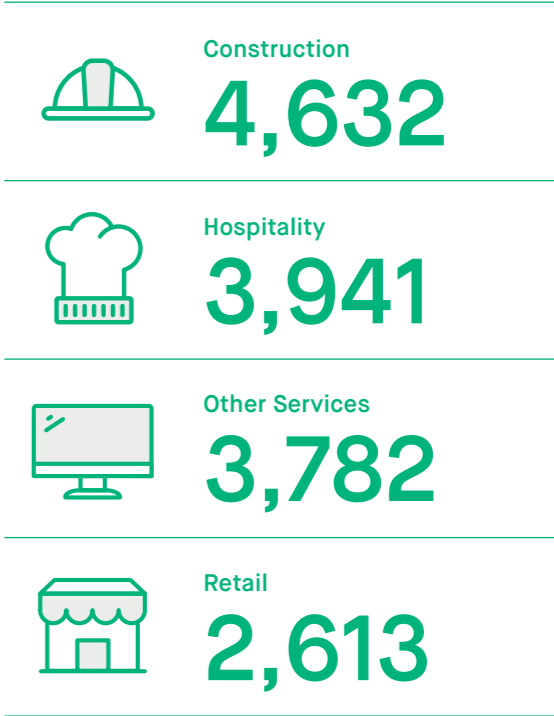 Construction
4,632
Hospitality
3,941
Other Services
3,782
Retail
2,613